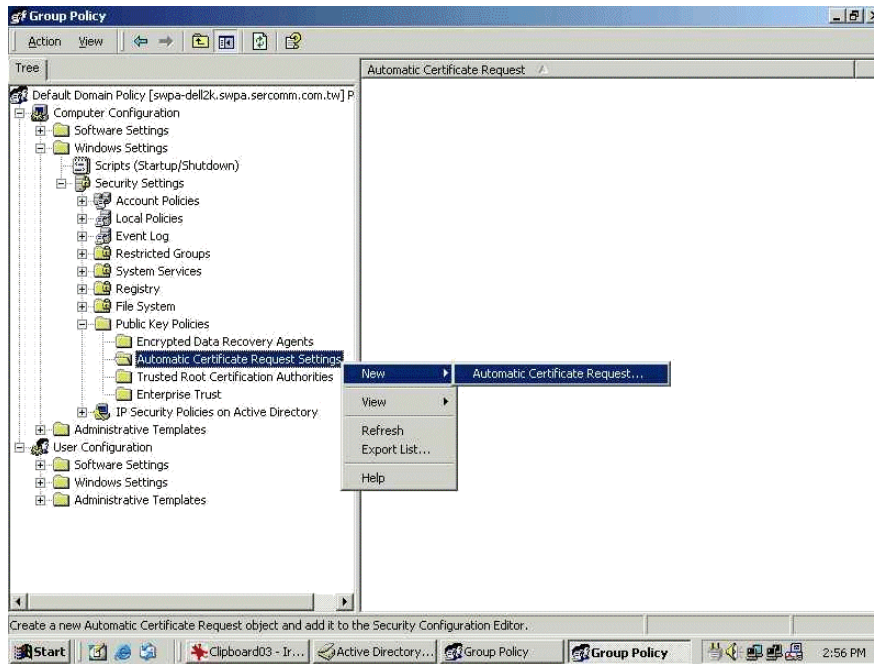 Group Policy
Action View
Tree
Automatic Certificate Request
Default Domain Policy [swpa-dell2k.swpa.sercomm.com.tw] P
Computer Configuration
Software Settings
Windows Settings
Scripts (Startup/Shutdown)
Security Settings
Account Policies
Local Policies
Event Log
Restricted Groups
System Services
Registry
File System
Public Key Policies
Encrypted Data Recovery Agents
Automatic Certificate Request Settings
Trusted Root Certification Authorities
Enterprise Trust
IP Security Policies on Active Directory
Administrative Templates
User Configuration
Software Settings
Windows Settings
Administrative Templates
New
Automatic Certificate Request...
View
Refresh
Export List...
Help
Create a new Automatic Certificate Request object and add it to the Security Configuration Editor.
Start Clipboard03 - Ir... Active Directory... Group Policy Group Policy 2:56 PM